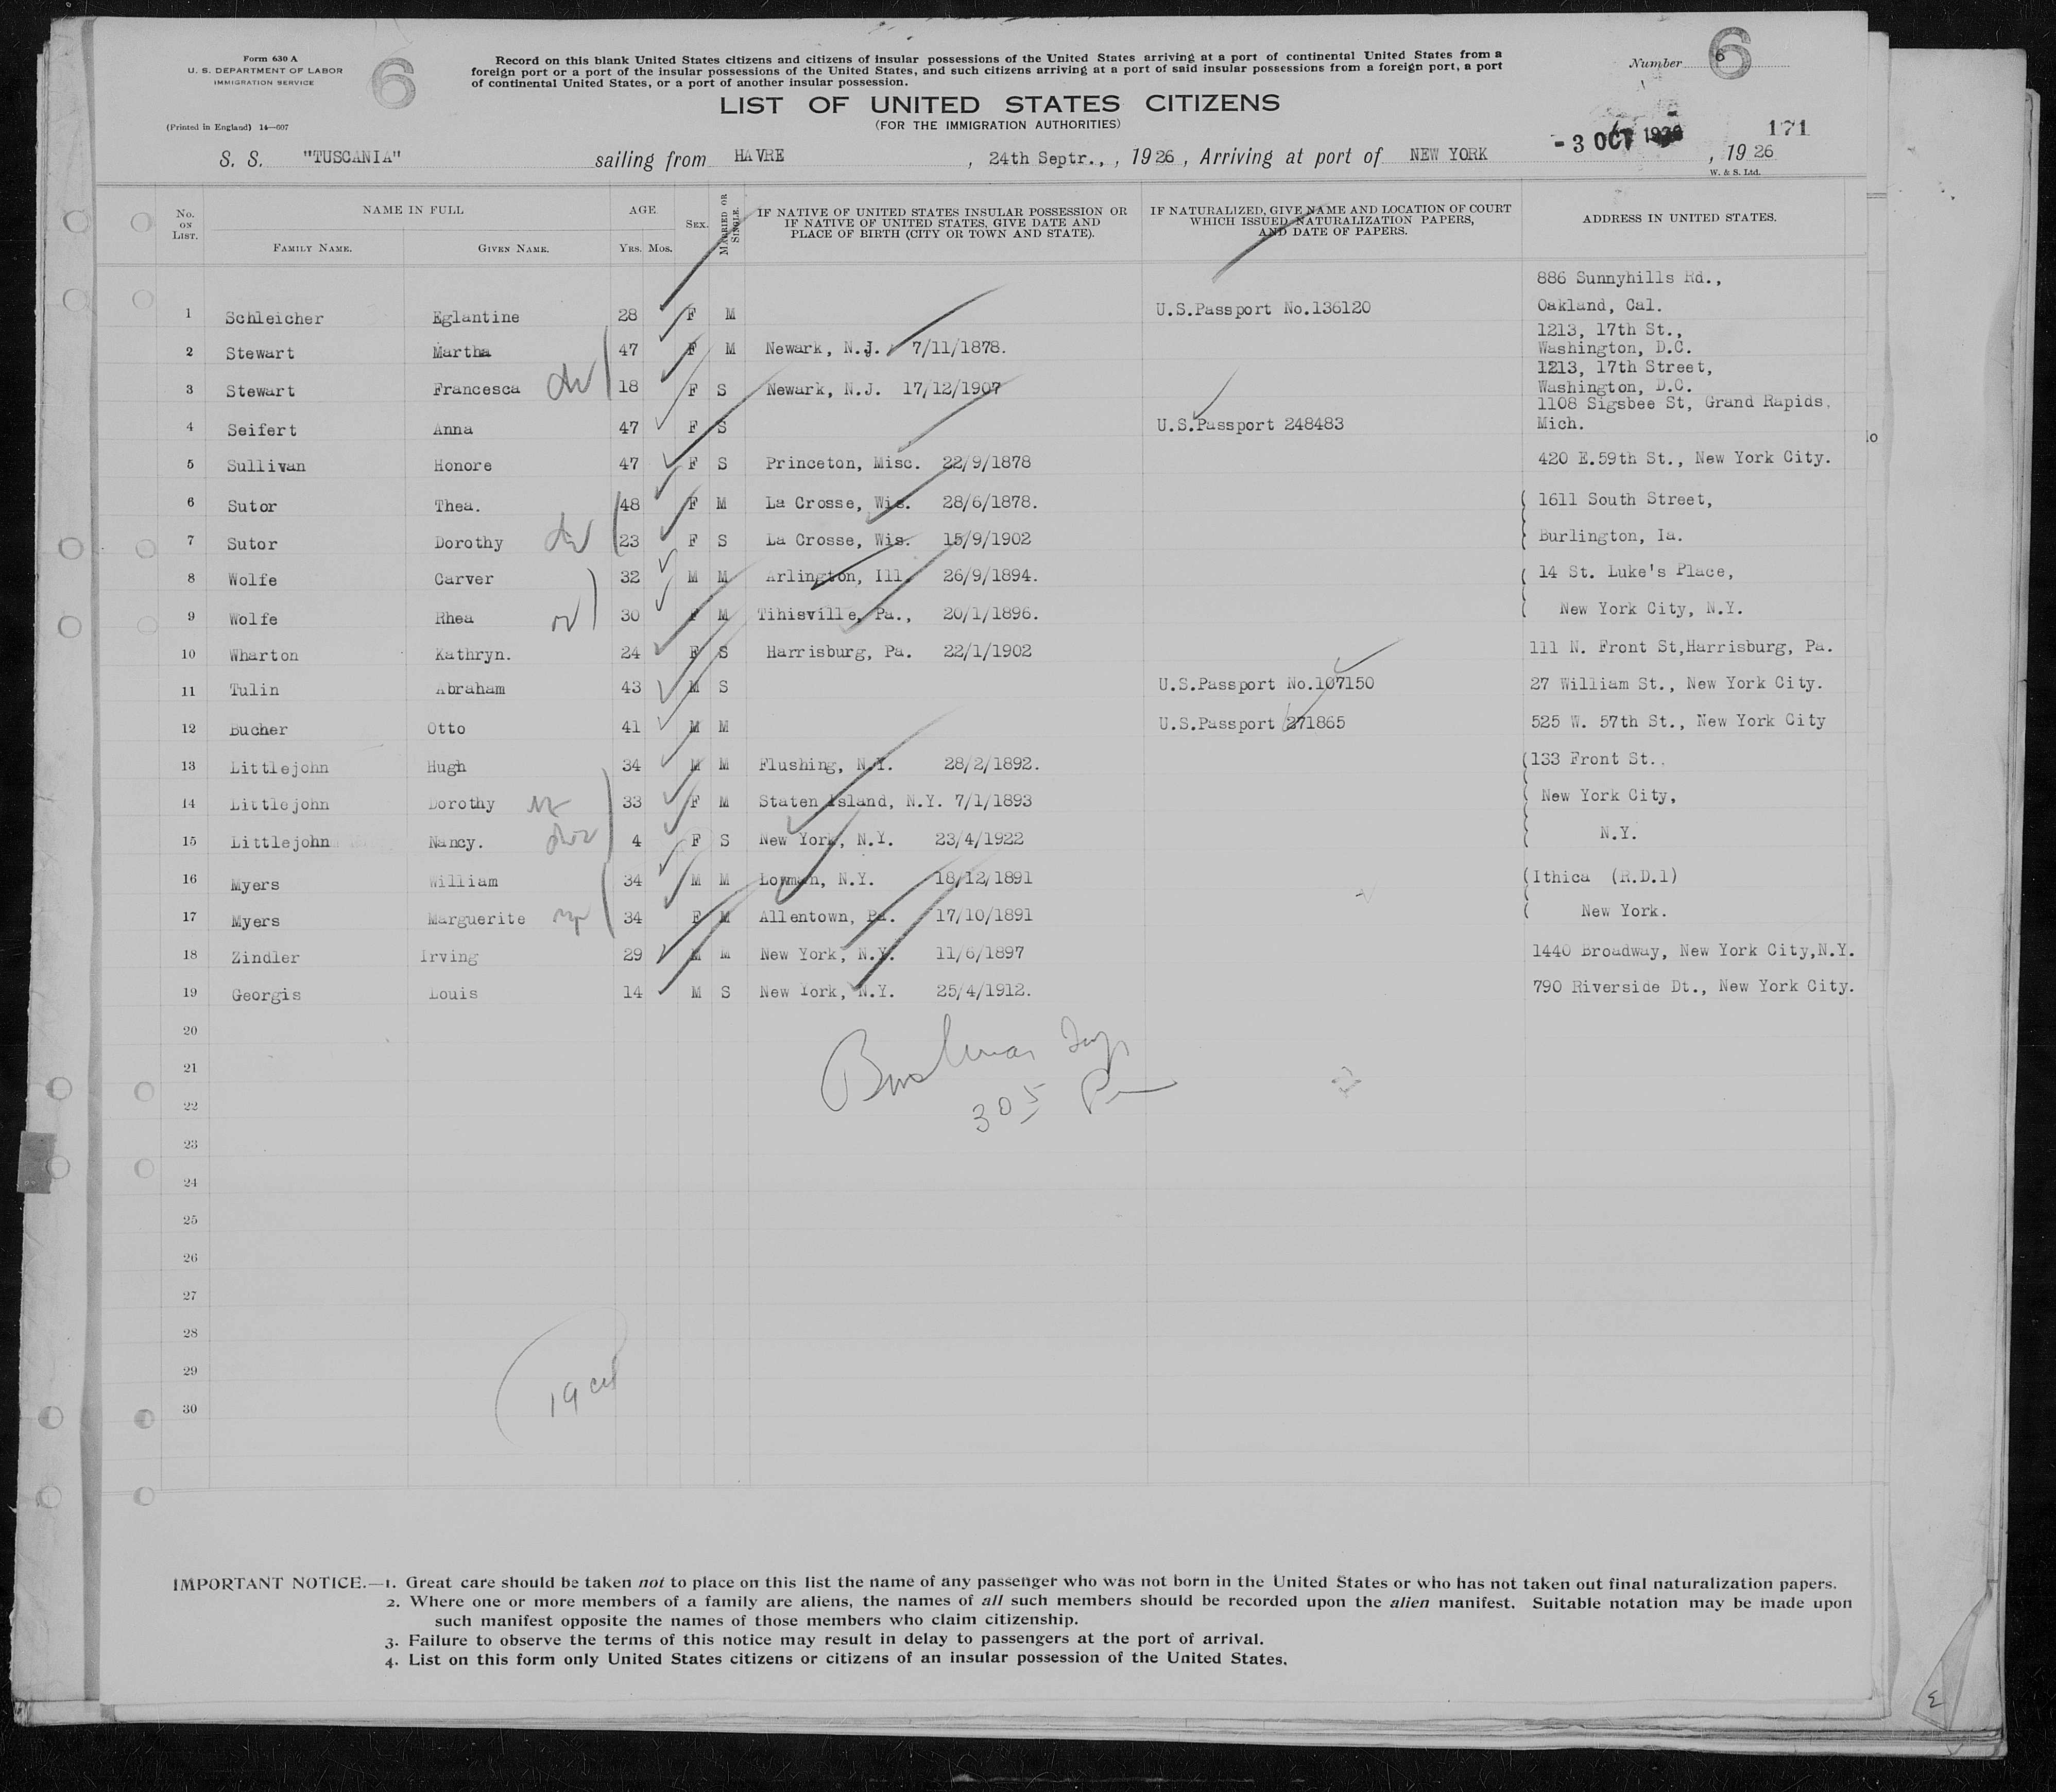 Form 630 A
U. S. DEPARTMENT OF LABOR
IMMIGRATION SERVICE
6
Record on this blank United States citizens and citizens of insular possessions of the United States arriving at a port of continental United States from a
foreign port or a port of the insular possessions of the United States, and such citizens arriving at a port of said insular possessions from a foreign port, a port
of continental United States, or a port of another insular possession.
Number 6
6
LIST OF UNITED STATES CITIZENS
(FOR THE IMMIGRATION AUTHORITIES)
(Printed in England) 14—607
171
S. S. "TUSCANIA" sailing from HAVRE , 24th Septr., , 1926 , Arriving at port of NEW YORK - 3 OCT 1926 , 19 26
W. & S. Ltd.
No. ON LIST.
NAME IN FULL
FAMILY NAME. GIVEN NAME.
AGE
YRS. MOS.
SEX.
MARRIED OR SINGLE.
IF NATIVE OF UNITED STATES INSULAR POSSESSION OR
IF NATIVE OF UNITED STATES, GIVE DATE AND
PLACE OF BIRTH (CITY OR TOWN AND STATE).
IF NATURALIZED, GIVE NAME AND LOCATION OF COURT
WHICH ISSUED NATURALIZATION PAPERS,
AND DATE OF PAPERS.
ADDRESS IN UNITED STATES.
886 Sunnyhills Rd.,
1 Schleicher Eglantine 28 F M U.S.Passport No.136120 Oakland, Cal.
1213, 17th St.,
2 Stewart Martha 47 F M Newark, N.J. 7/11/1878. Washington, D.C.
1213, 17th Street,
3 Stewart Francesca 18 F S Newark, N.J. 17/12/1907 Washington, D.C.
1108 Sigsbee St, Grand Rapids,
4 Seifert Anna 47 F S U.S.Passport 248483 Mich.
5 Sullivan Honore 47 F S Princeton, Misc. 22/9/1878 420 E.59th St., New York City.
6 Sutor Thea. 48 F M La Crosse, Wis. 28/6/1878. 1611 South Street,
7 Sutor Dorothy 23 F S La Crosse, Wis. 15/9/1902 Burlington, Ia.
8 Wolfe Carver 32 M M Arlington, Ill. 26/9/1894. 14 St. Luke's Place,
9 Wolfe Rhea 30 F M Tihisville, Pa., 20/1/1896. New York City, N.Y.
10 Wharton Kathryn. 24 F S Harrisburg, Pa. 22/1/1902 111 N. Front St,Harrisburg, Pa.
11 Tulin Abraham 43 M S U.S.Passport No.107150 27 William St., New York City.
12 Bucher Otto 41 M M U.S.Passport 271865 525 W. 57th St., New York City
13 Littlejohn Hugh 34 M M Flushing, N.Y. 28/2/1892. (133 Front St.
14 Littlejohn Dorothy 33 F M Staten Island, N.Y. 7/1/1893 New York City,
15 Littlejohn Nancy. 4 F S New York, N.Y. 23/4/1922 N.Y.
16 Myers William 34 M M Lowman, N.Y. 18/12/1891 (Ithica (R.D.1)
17 Myers Marguerite 34 F M Allentown, Pa. 17/10/1891 New York.
18 Zindler Irving 29 M M New York, N.Y. 11/6/1897 1440 Broadway, New York City,N.Y.
19 Georgis Louis 14 M S New York, N.Y. 25/4/1912. 790 Riverside Dt., New York City.
20
21
22
305
23
24
25
26
27
28
29
19
30
IMPORTANT NOTICE.—1. Great care should be taken not to place on this list the name of any passenger who was not born in the United States or who has not taken out final naturalization papers.
2. Where one or more members of a family are aliens, the names of all such members should be recorded upon the alien manifest. Suitable notation may be made upon
such manifest opposite the names of those members who claim citizenship.
3. Failure to observe the terms of this notice may result in delay to passengers at the port of arrival.
4. List on this form only United States citizens or citizens of an insular possession of the United States.